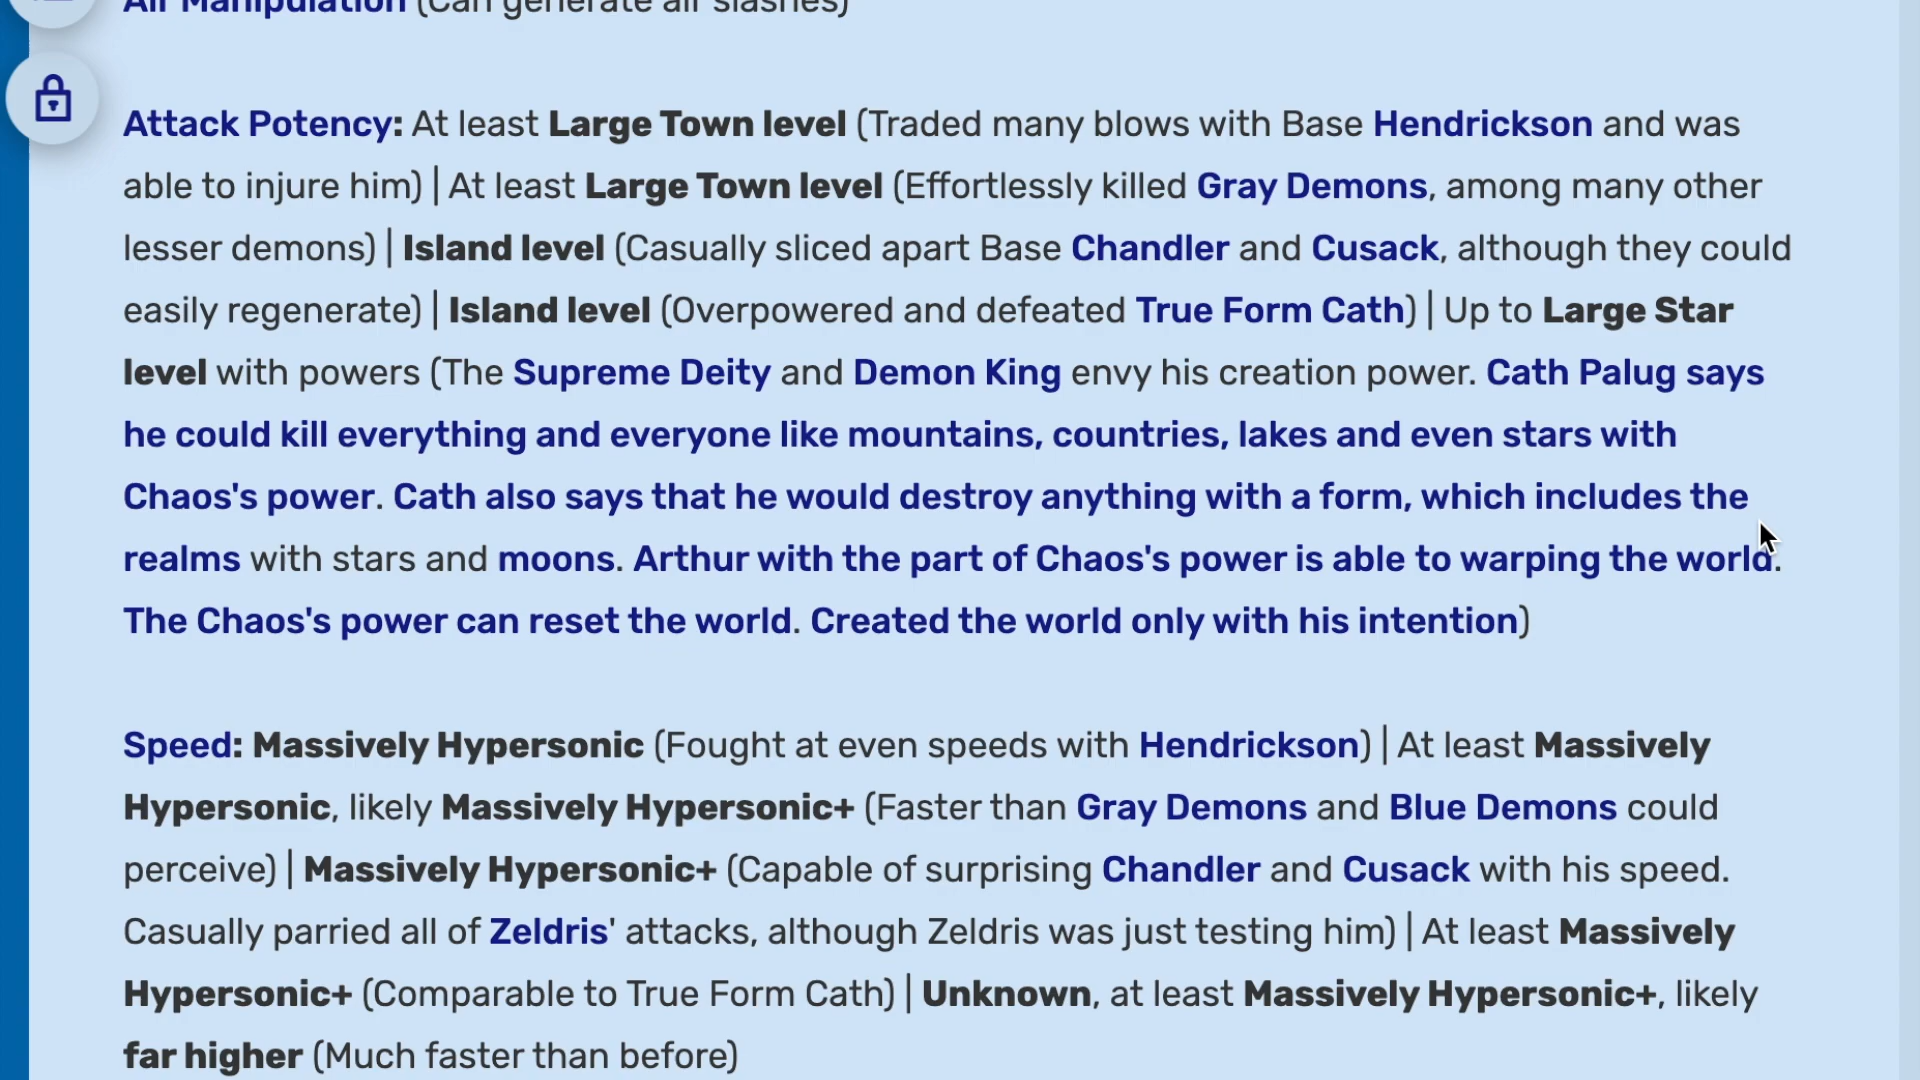 Air Manipulation (Can generate air slashes)
Attack Potency: At least Large Town level (Traded many blows with Base Hendrickson and was
able to injure him) | At least Large Town level (Effortlessly killed Gray Demons, among many other
lesser demons) | Island level (Casually sliced apart Base Chandler and Cusack, although they could
easily regenerate) | Island level (Overpowered and defeated True Form Cath) | Up to Large Star
level with powers (The Supreme Deity and Demon King envy his creation power. Cath Palug says
he could kill everything and everyone like mountains, countries, lakes and even stars with
Chaos's power. Cath also says that he would destroy anything with a form, which includes the
realms with stars and moons. Arthur with the part of Chaos's power is able to warping the world.
The Chaos's power can reset the world. Created the world only with his intention)
Speed: Massively Hypersonic (Fought at even speeds with Hendrickson) | At least Massively
Hypersonic, likely Massively Hypersonic+ (Faster than Gray Demons and Blue Demons could
perceive) | Massively Hypersonic+ (Capable of surprising Chandler and Cusack with his speed.
Casually parried all of Zeldris' attacks, although Zeldris was just testing him) | At least Massively
Hypersonic+ (Comparable to True Form Cath) | Unknown, at least Massively Hypersonic+, likely
far higher (Much faster than before)